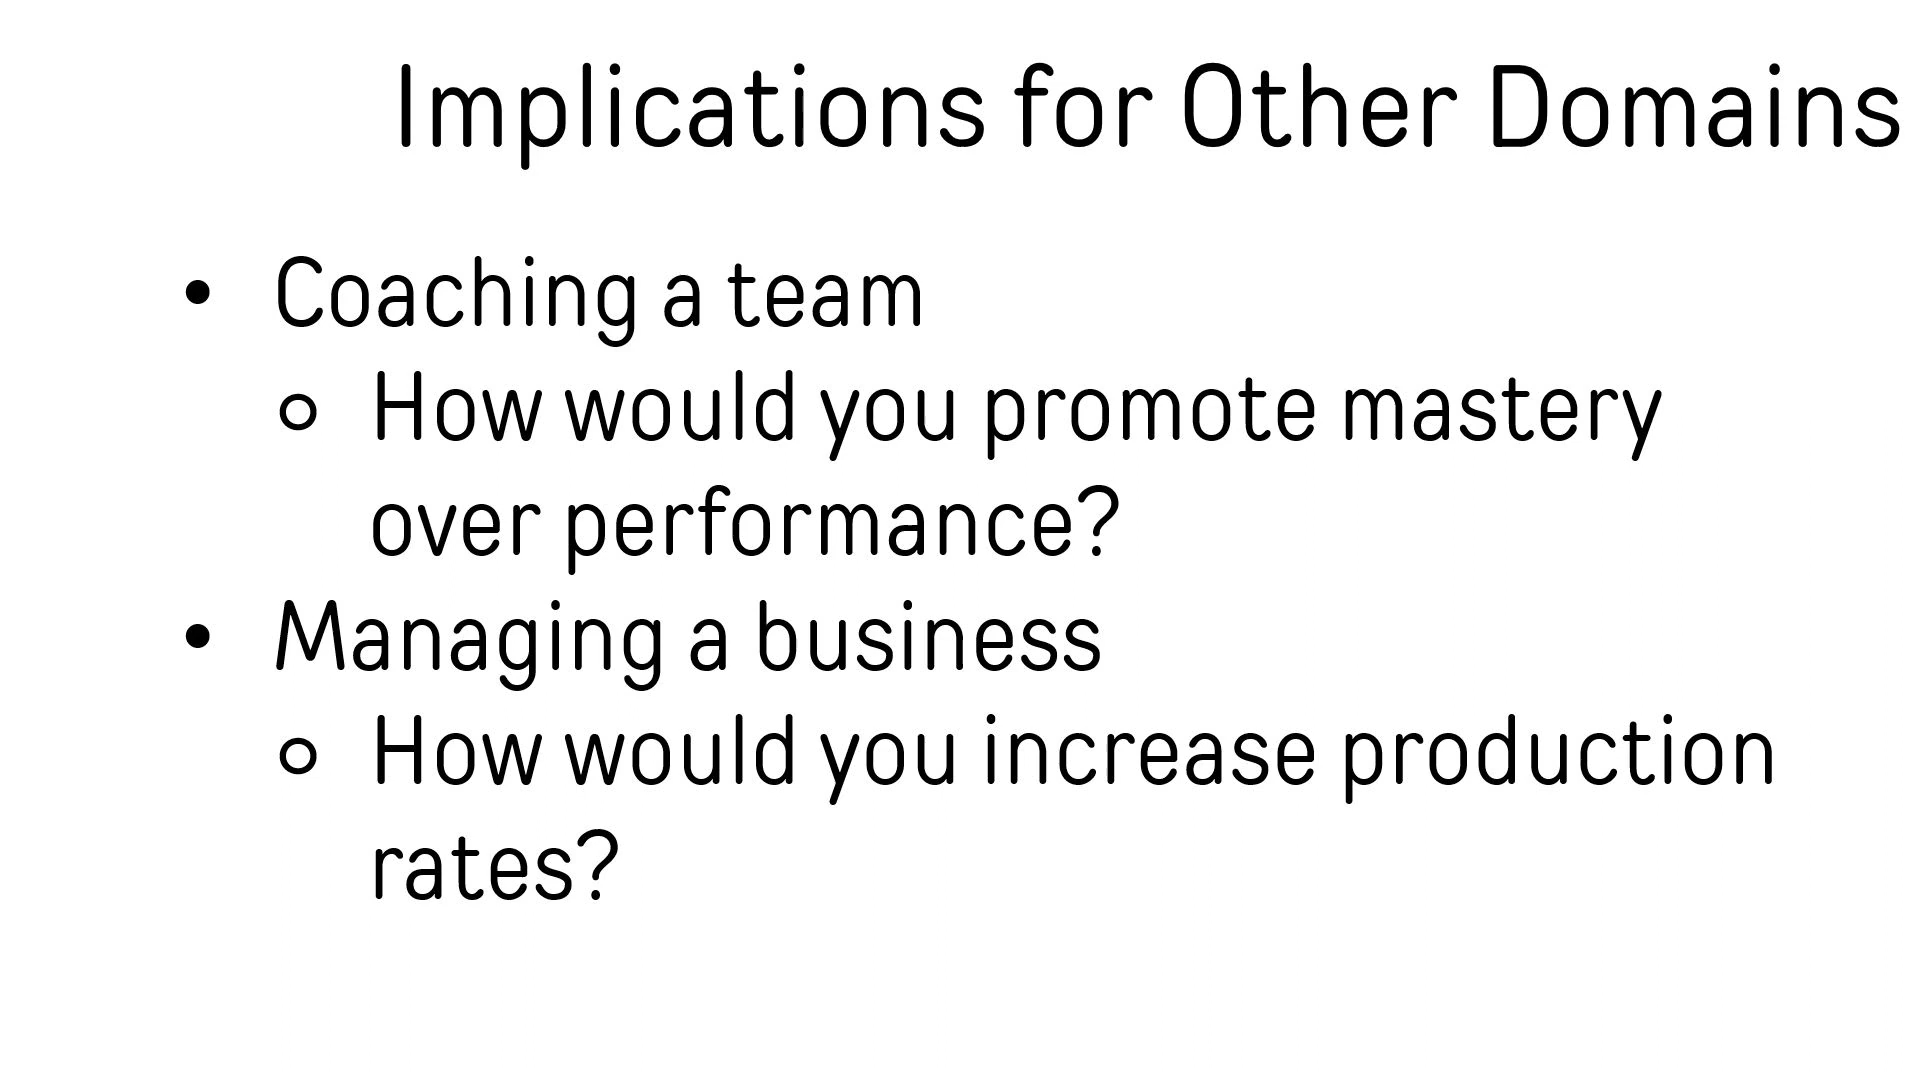 Implications for Other Domains
• Coaching a team
○ How would you promote mastery
over performance?
• Managing a business
○ How would you increase production
rates?